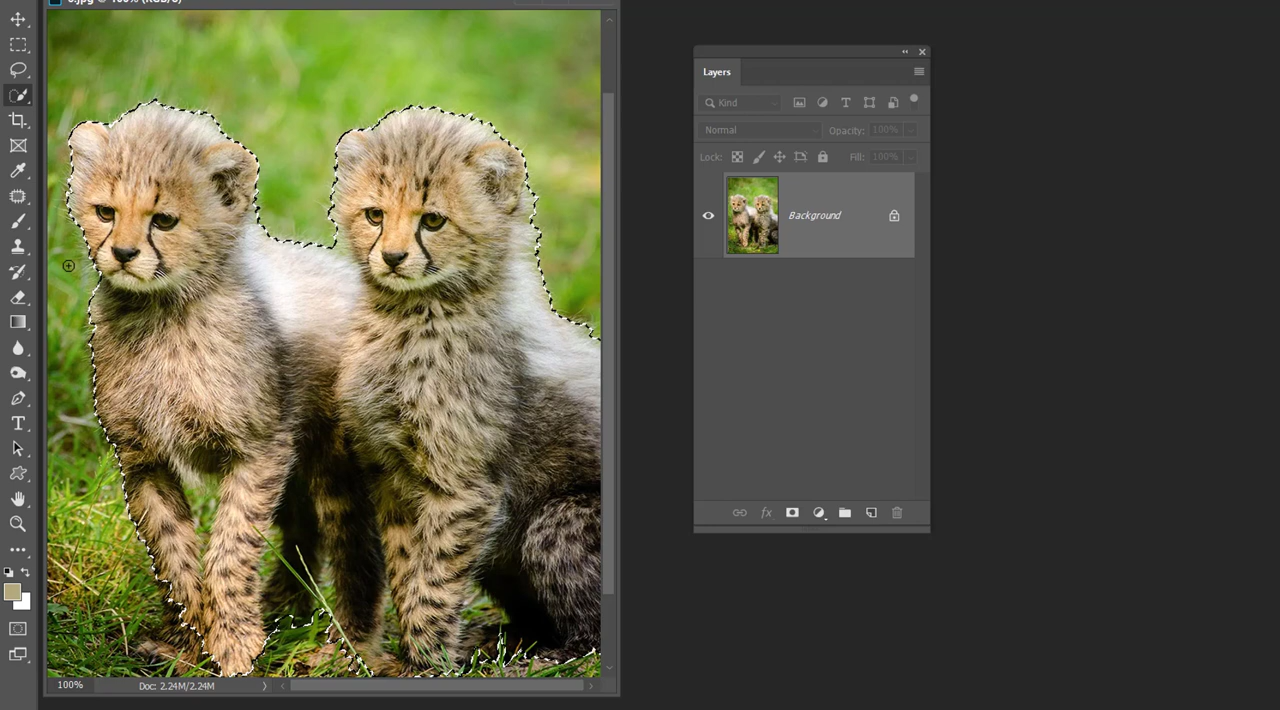 Layers
Kind
Normal
Opacity: 100%
Lock:
Fill: 100%
Background
100%
Doc: 2.24M/2.24M